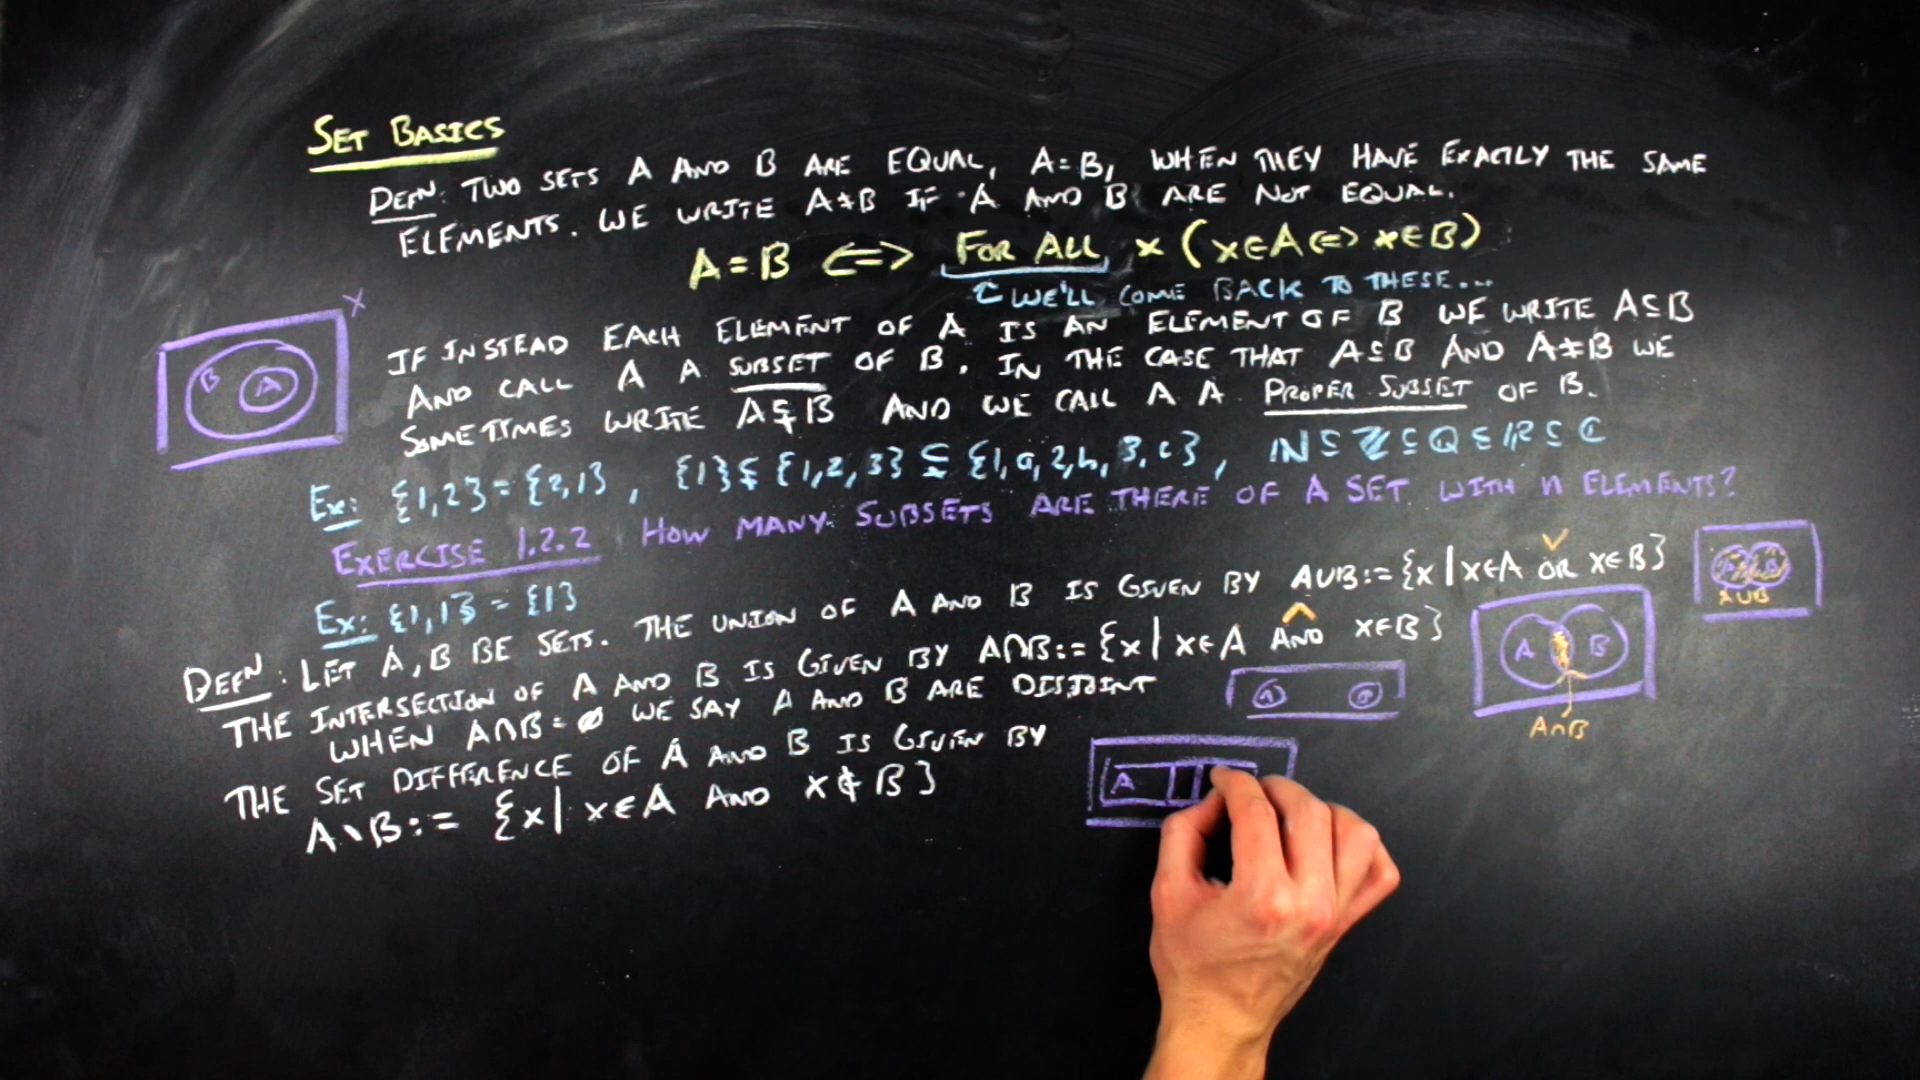 SET BASICS
DEFN: TWO SETS A AND B ARE EQUAL, A=B, WHEN THEY HAVE EXACTLY THE SAME
ELEMENTS. WE WRITE A≠B IF A AND B ARE NOT EQUAL.
A=B ⟺ FOR ALL x (x∈A ⟺ x∈B)
WE'LL COME BACK TO THESE...
X
B A
IF INSTEAD EACH ELEMENT OF A IS AN ELEMENT OF B WE WRITE A⊆B
AND CALL A A SUBSET OF B. IN THE CASE THAT A⊆B AND A≠B WE
SOMETIMES WRITE A⊊B AND WE CALL A A PROPER SUBSET OF B.
Ex: {1,2}={2,1}, {1}⊊{1,2,3}⊊{1,a,2,b,3,c}, ℕ⊆ℤ⊆ℚ⊆ℝ⊆ℂ
EXERCISE 1.2.2 HOW MANY SUBSETS ARE THERE OF A SET WITH n ELEMENTS?
Ex: {1,1} = {1}
DEFN: LET A,B BE SETS. THE UNION OF A AND B IS GIVEN BY A∪B:={x|x∈A OR x∈B}
∨
A∪B
THE INTERSECTION OF A AND B IS GIVEN BY A∩B:={x|x∈A AND x∈B}
∧
A B
A∩B
WHEN A∩B=∅ WE SAY A AND B ARE DISJOINT
THE SET DIFFERENCE OF A AND B IS GIVEN BY
A∖B:= {x| x∈A AND x∉B}
A